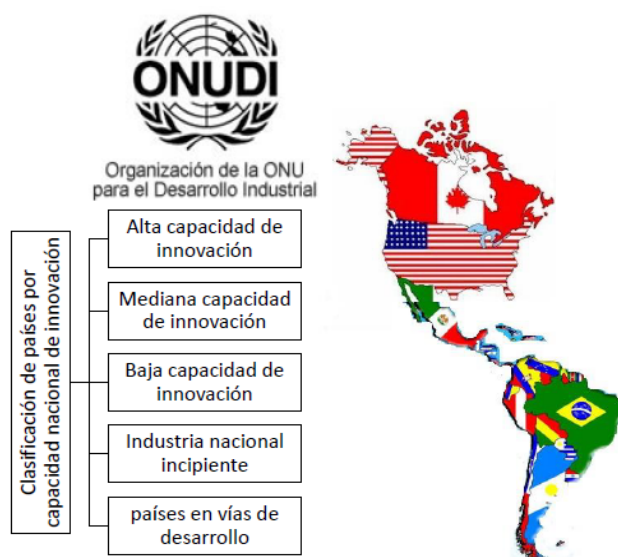 ONUDI
Organización de la ONU
para el Desarrollo Industrial
Clasificación de países por
capacidad nacional de innovación
Alta capacidad de
innovación
Mediana capacidad
de innovación
Baja capacidad de
innovación
Industria nacional
incipiente
países en vías de
desarrollo